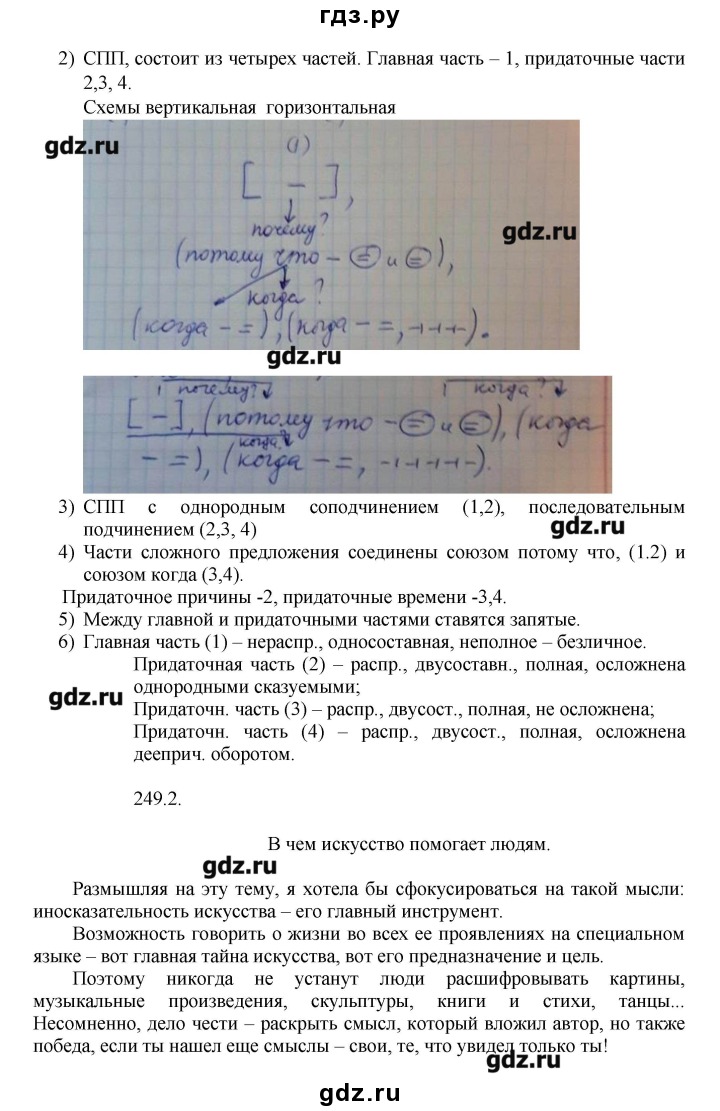 гдз.ру
2) СПП, состоит из четырех частей. Главная часть – 1, придаточные части
2,3, 4.
Схемы вертикальная горизонтальная
gdz.ru
(1)
[ – ],
почему?
gdz.ru
(потому что – = и = ),
когда?
(когда – =), (когда – =, -ı-ı-ı-).
gdz.ru
почему? когда?
[ – ], (потому что – = и = ), (когда
когда?
– =), (когда – =, -ı-ı-ı-ı-).
3) СПП с однородным соподчинением (1,2), последовательным
подчинением (2,3, 4)
gdz.ru
4) Части сложного предложения соединены союзом потому что, (1.2) и
союзом когда (3,4).
Придаточное причины -2, придаточные времени -3,4.
5) Между главной и придаточными частями ставятся запятые.
6) Главная часть (1) – нераспр., односоставная, неполное – безличное.
Придаточная часть (2) – распр., двусоставн., полная, осложнена
однородными сказуемыми;
gdz.ru
Придаточн. часть (3) – распр., двусост., полная, не осложнена;
Придаточн. часть (4) – распр., двусост., полная, осложнена
дееприч. оборотом.
249.2.
В чем искусство помогает людям.
gdz.ru
Размышляя на эту тему, я хотела бы сфокусироваться на такой мысли:
иносказательность искусства – его главный инструмент.
Возможность говорить о жизни во всех ее проявлениях на специальном
языке – вот главная тайна искусства, вот его предназначение и цель.
Поэтому никогда не устанут люди расшифровывать картины,
музыкальные произведения, скульптуры, книги и стихи, танцы...
Несомненно, дело чести – раскрыть смысл, который вложил автор, но также
победа, если ты нашел еще смыслы – свои, те, что увидел только ты!
gdz.ru
gdz.ru